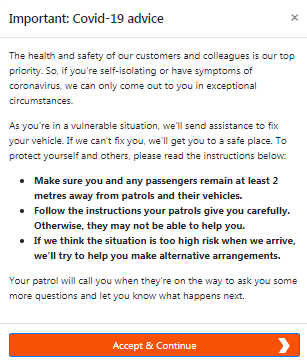 Important: Covid-19 advice ×
The health and safety of our customers and colleagues is our top
priority. So, if you're self-isolating or have symptoms of
coronavirus, we can only come out to you in exceptional
circumstances.
As you're in a vulnerable situation, we'll send assistance to fix
your vehicle. If we can't fix you, we'll get you to a safe place. To
protect yourself and others, please read the instructions below:
• Make sure you and any passengers remain at least 2
metres away from patrols and their vehicles.
• Follow the instructions your patrols give you carefully.
Otherwise, they may not be able to help you.
• If we think the situation is too high risk when we arrive,
we'll try to help you make alternative arrangements.
Your patrol will call you when they're on the way to ask you some
more questions and let you know what happens next.
Accept & Continue